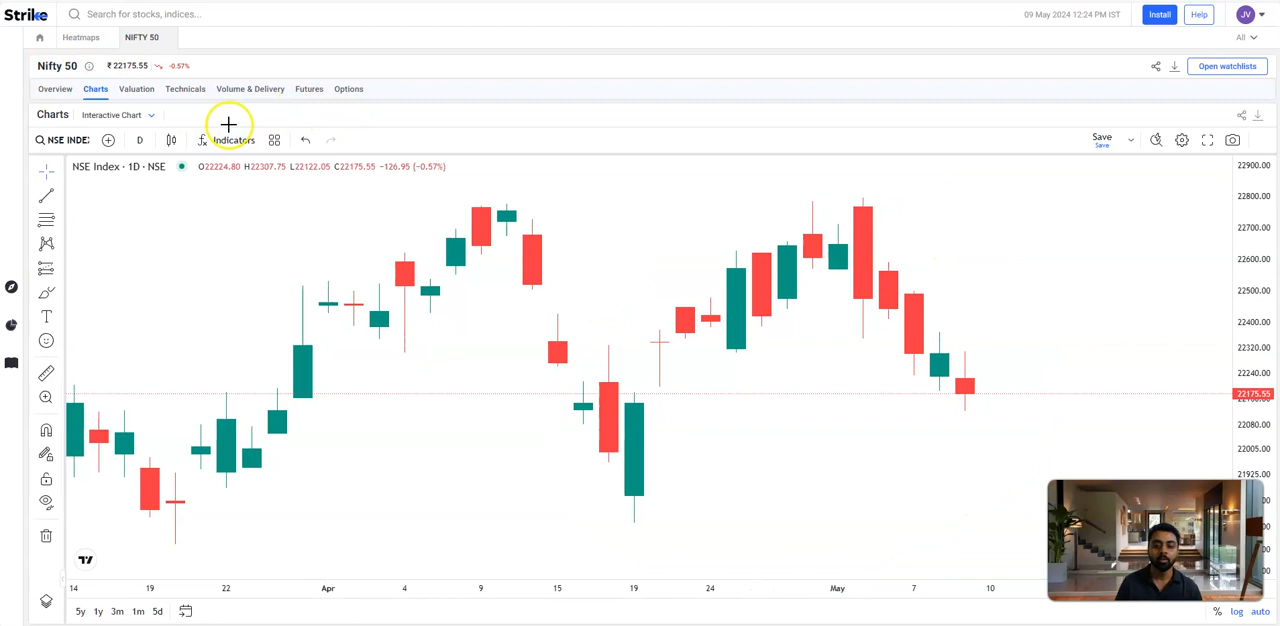 Strike
Search for stocks, indices...
09 May 2024 12:24 PM IST
Install
Help
JV
Heatmaps
NIFTY 50
All
Nifty 50
₹ 22175.55
-0.57%
Open watchlists
Overview
Charts
Valuation
Technicals
Volume & Delivery
Futures
Options
Charts
Interactive Chart
NSE INDE
D
Indicators
Save
Save
NSE Index · 1D · NSE
O22224.80 H22307.75 L22122.05 C22175.55 −126.95 (−0.57%)
22900.00
22800.00
22700.00
22600.00
22500.00
22400.00
22320.00
22240.00
22175.55
22080.00
22005.00
21925.00
14
19
22
Apr
4
9
15
19
24
May
7
10
5y
1y
3m
1m
5d
%
log
auto